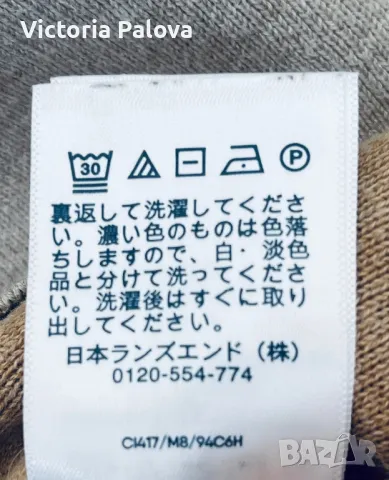 Victoria Palova
30
P
裏返して洗濯してくださ
い。濃い色のものは色落
ちしますので、白・淡色
品と分けて洗ってくださ
い。洗濯後はすぐに取り
出してください。
日本ランズエンド（株）
0120-554-774
CI417/M8/94C6H
bazar